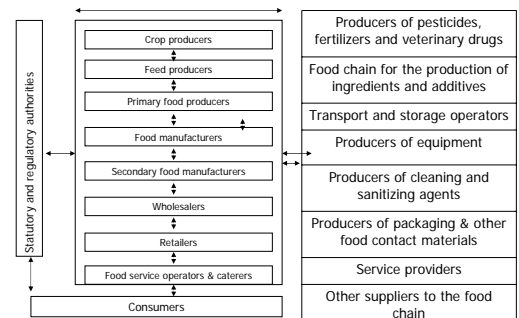 Statutory and regulatory authorities
Crop producers
Feed producers
Primary food producers
Food manufacturers
Secondary food manufacturers
Wholesalers
Retailers
Food service operators & caterers
Consumers
Producers of pesticides,
fertilizers and veterinary drugs
Food chain for the production of
ingredients and additives
Transport and storage operators
Producers of equipment
Producers of cleaning and
sanitizing agents
Producers of packaging & other
food contact materials
Service providers
Other suppliers to the food
chain